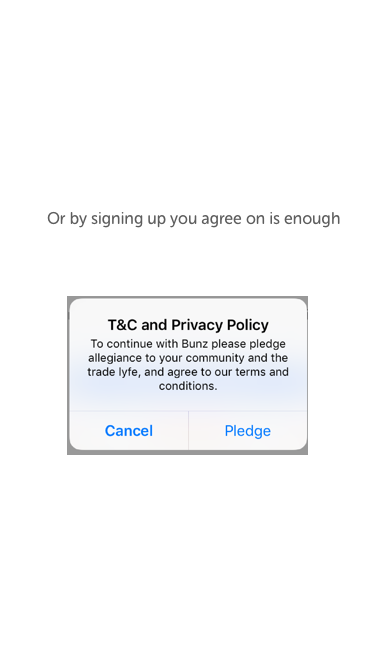 Or by signing up you agree on is enough
T&C and Privacy Policy
To continue with Bunz please pledge
allegiance to your community and the
trade lyfe, and agree to our terms and
conditions.
Cancel
Pledge